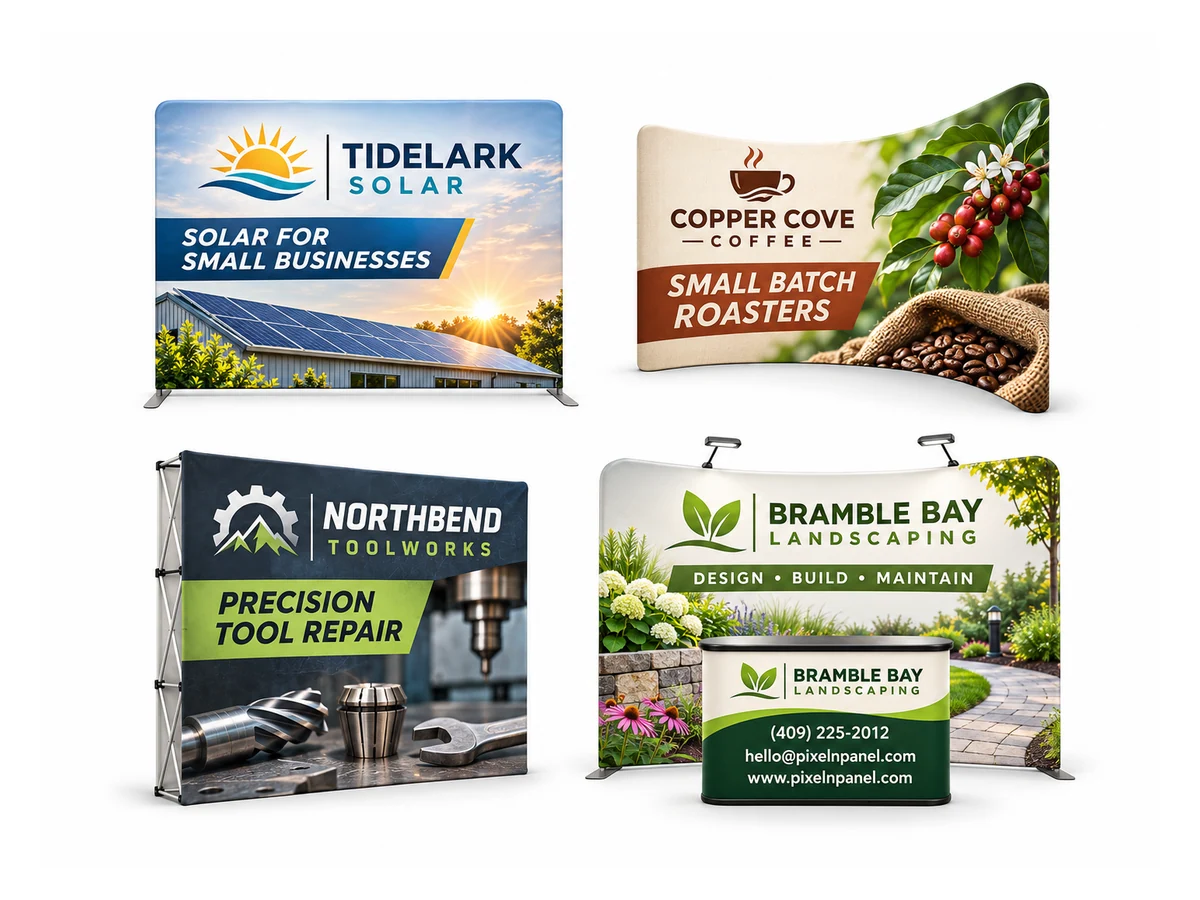 TIDELARK
SOLAR
SOLAR FOR
SMALL BUSINESSES
COPPER COVE
COFFEE
SMALL BATCH
ROASTERS
NORTHBEND
TOOLWORKS
PRECISION
TOOL REPAIR
BRAMBLE BAY
LANDSCAPING
DESIGN • BUILD • MAINTAIN
BRAMBLE BAY
LANDSCAPING
(409) 225-2012
hello@pixelnpanel.com
www.pixelnpanel.com